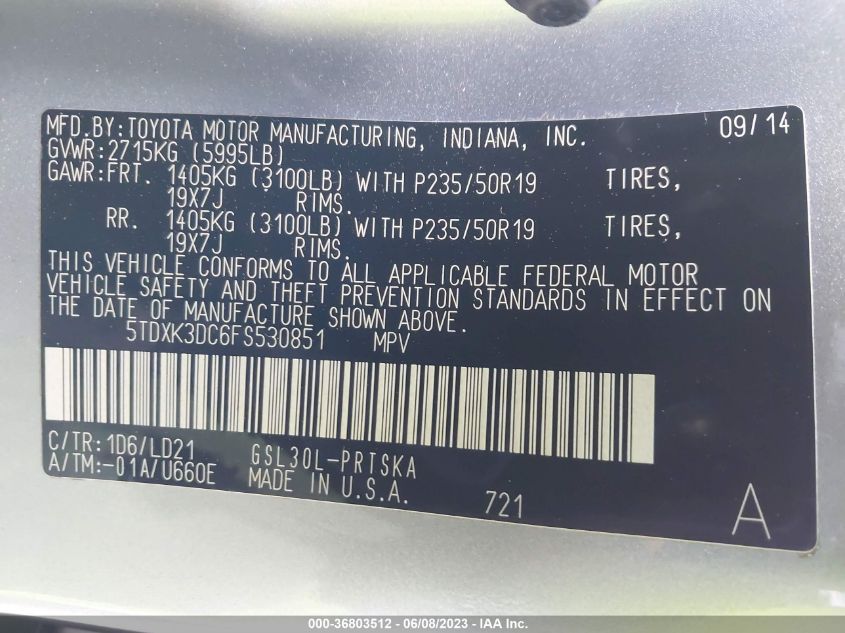 MFD.BY:TOYOTA MOTOR MANUFACTURING, INDIANA, INC. 09/14
GVWR:2715KG (5995LB)
GAWR:FRT. 1405KG (3100LB) WITH P235/50R19 TIRES,
19X7J RIMS.
RR. 1405KG (3100LB) WITH P235/50R19 TIRES,
19X7J RIMS.
THIS VEHICLE CONFORMS TO ALL APPLICABLE FEDERAL MOTOR
VEHICLE SAFETY AND THEFT PREVENTION STANDARDS IN EFFECT ON
THE DATE OF MANUFACTURE SHOWN ABOVE.
5TDXK3DC6FS530851 MPV
C/TR:1D6/LD21 GSL30L-PRTSKA
A/TM:-01A/U660E MADE IN U.S.A. 721 A
000-36803512 - 06/08/2023 - IAA Inc.